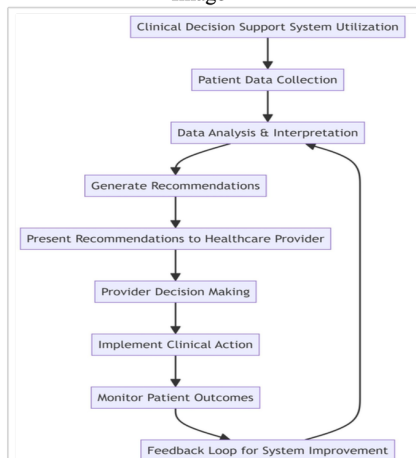 Image
Clinical Decision Support System Utilization
Patient Data Collection
Data Analysis & Interpretation
Generate Recommendations
Present Recommendations to Healthcare Provider
Provider Decision Making
Implement Clinical Action
Monitor Patient Outcomes
Feedback Loop for System Improvement